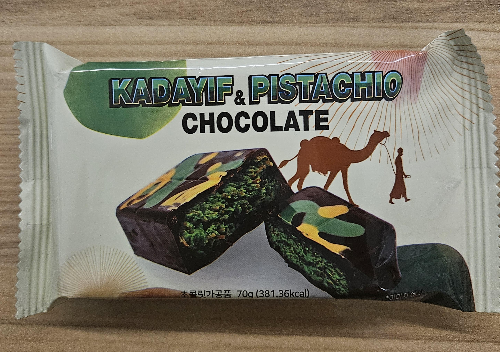 KADAYIF & PISTACHIO
CHOCOLATE
초콜릿가공품 70g (381.36kcal)